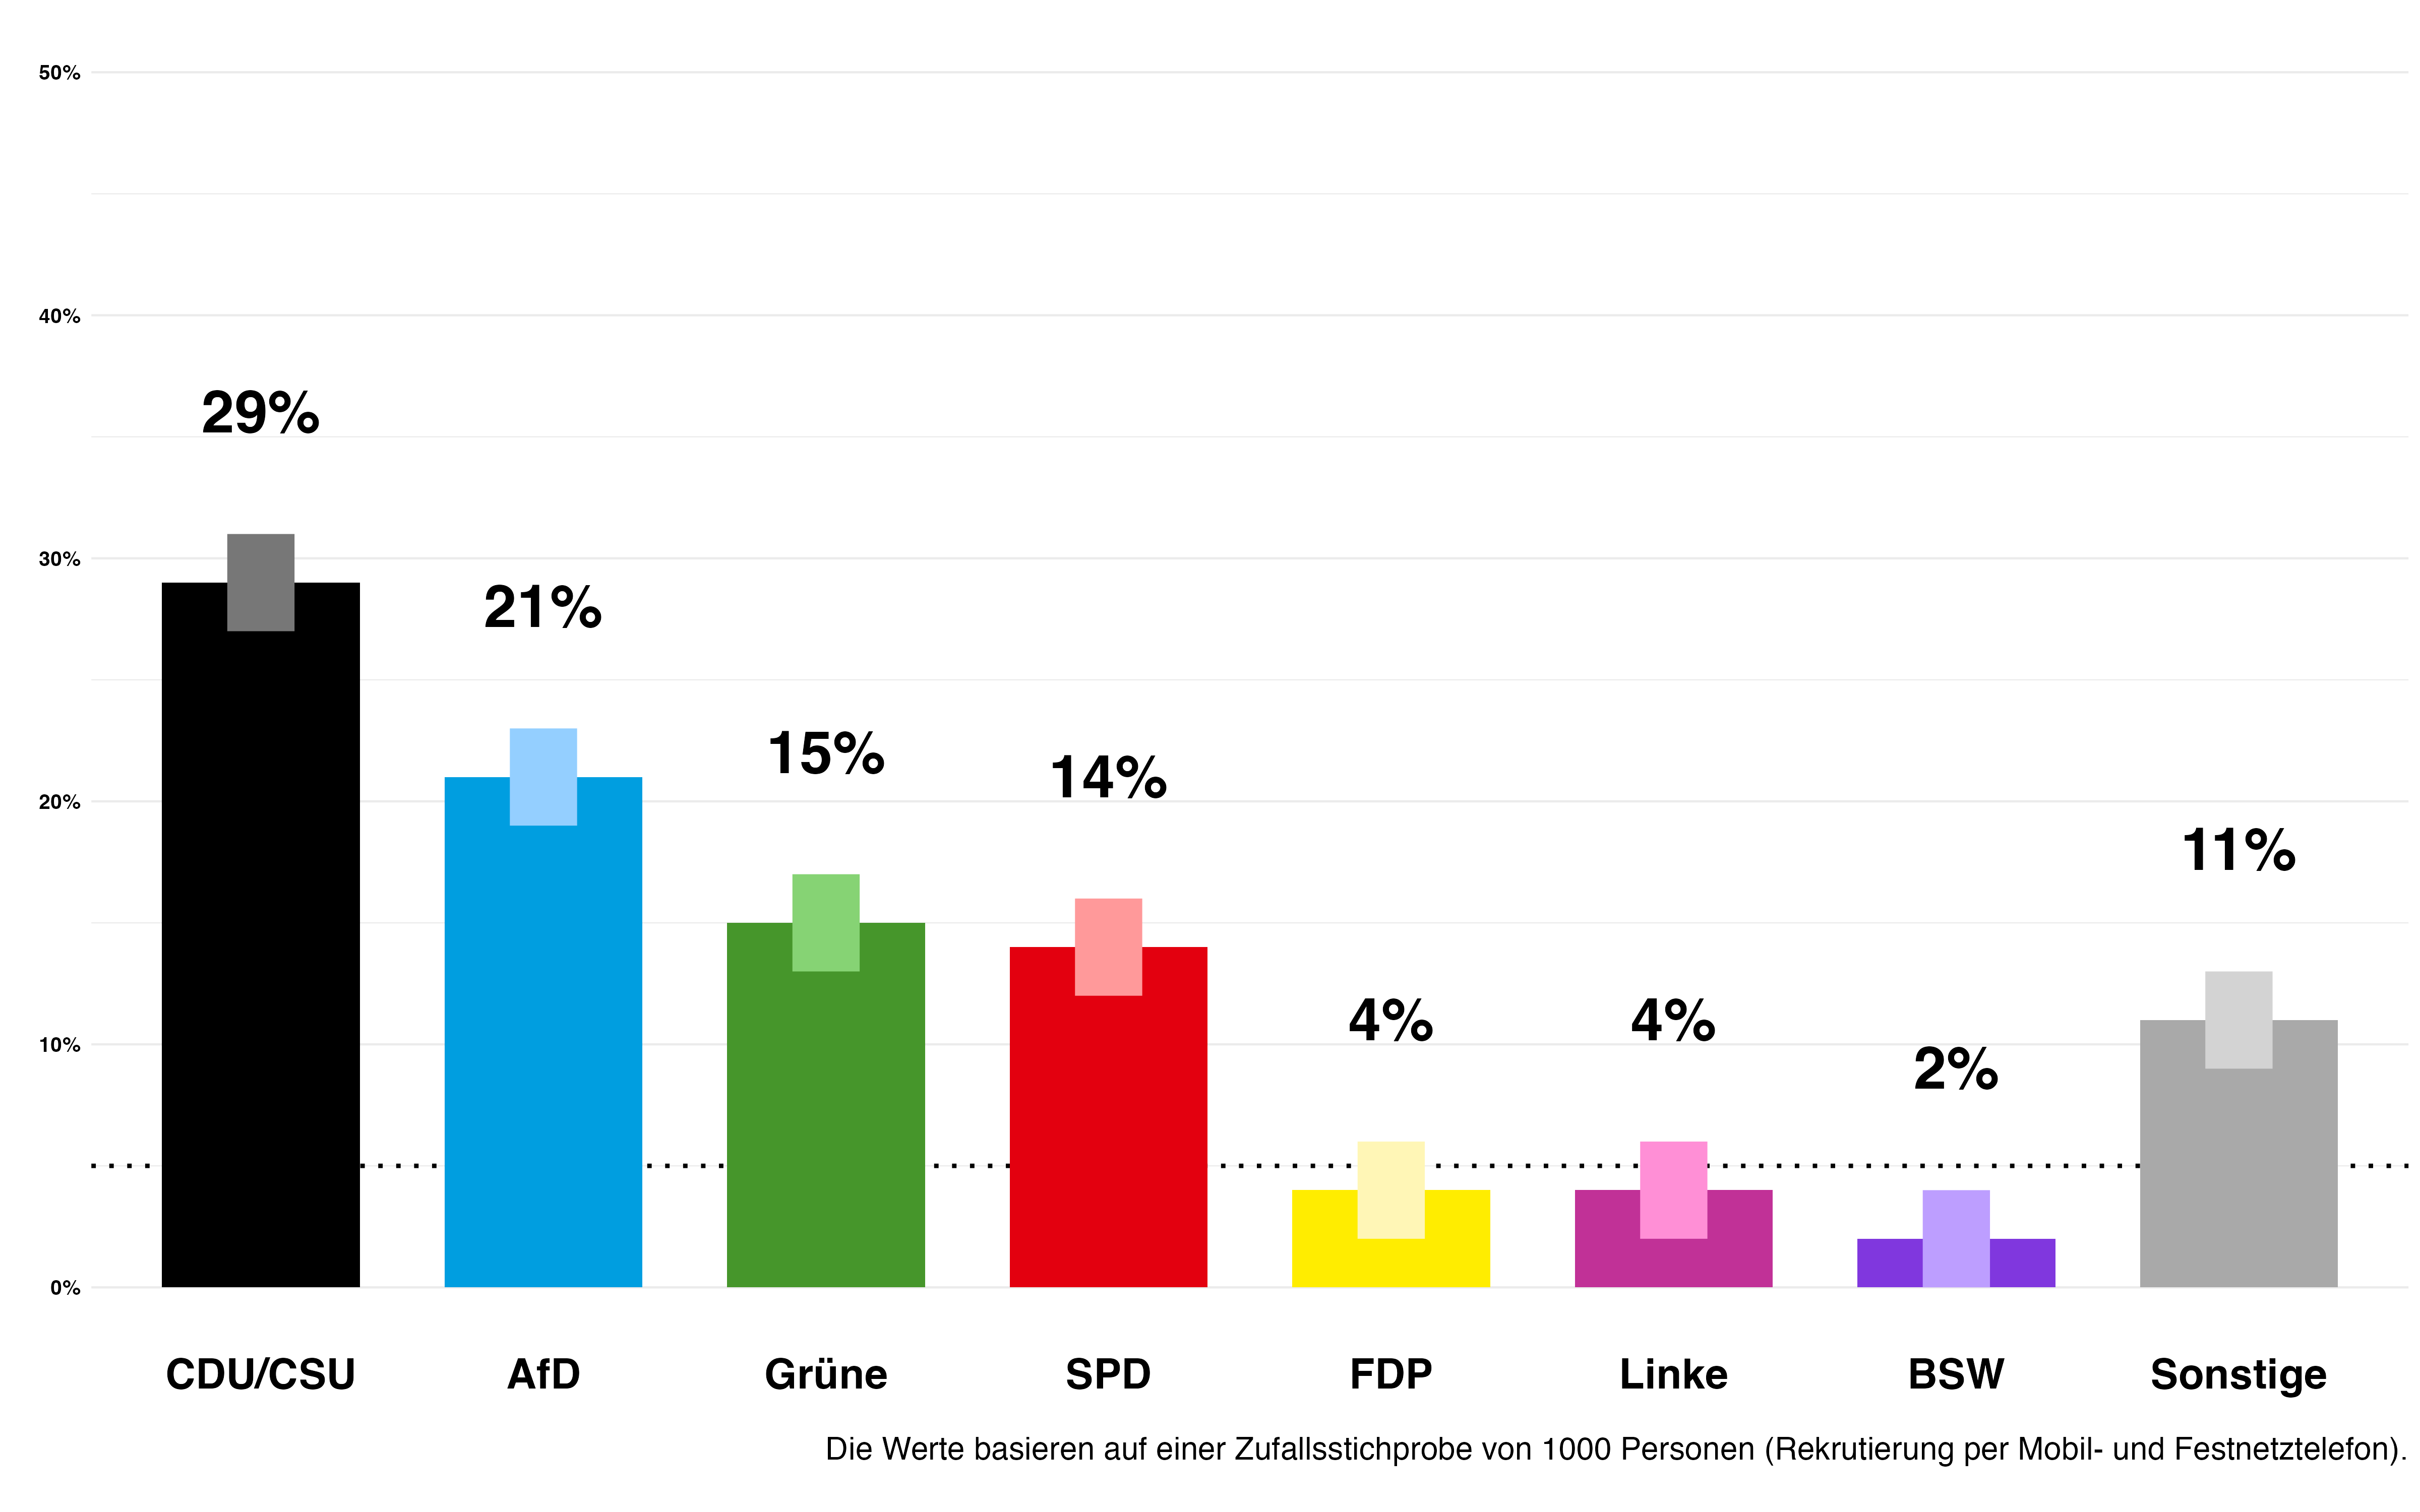 50%
40%
30%
20%
10%
0%
29%
21%
15%
14%
4%
4%
2%
11%
CDU/CSU
AfD
Grüne
SPD
FDP
Linke
BSW
Sonstige
Die Werte basieren auf einer Zufallsstichprobe von 1000 Personen (Rekrutierung per Mobil- und Festnetztelefon).